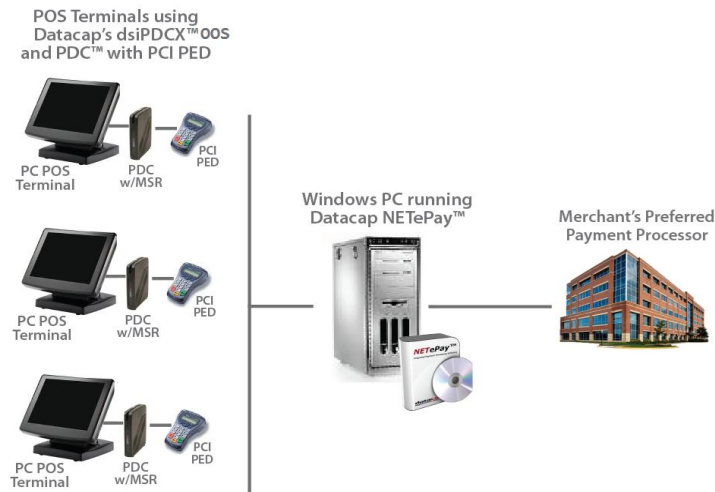 POS Terminals using
Datacap's dsiPDCX™ OOS
and PDC™ with PCI PED
PC POS
Terminal
PDC
w/MSR
PCI
PED
PC POS
Terminal
PDC
w/MSR
PCI
PED
PC POS
Terminal
PDC
w/MSR
PCI
PED
Windows PC running
Datacap NETePay™
NETePay™
Merchant's Preferred
Payment Processor